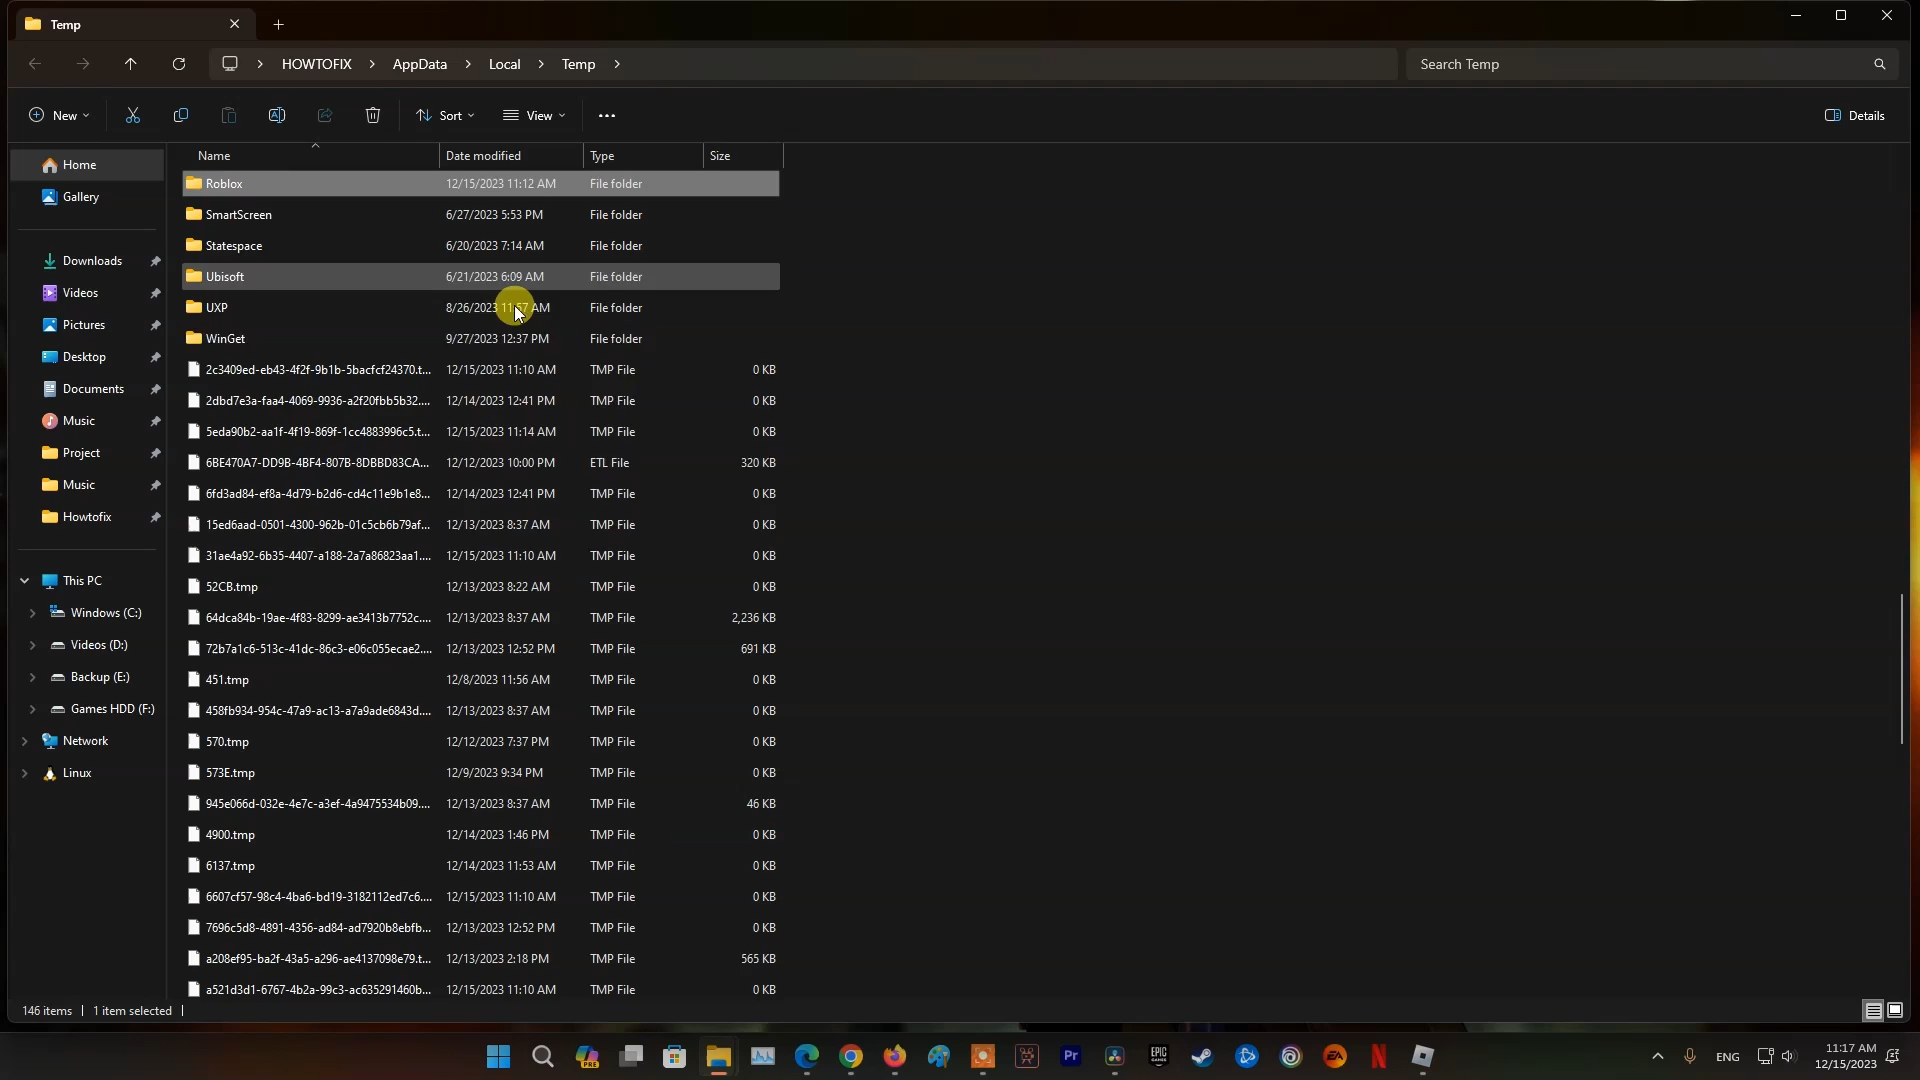 Temp
HOWTOFIX > AppData > Local > Temp >
Search Temp
New
Sort
View
Details
Name Date modified Type Size
Home
Gallery
Downloads
Videos
Pictures
Desktop
Documents
Music
Project
Music
Howtofix
This PC
Windows (C:)
Videos (D:)
Backup (E:)
Games HDD (F:)
Network
Linux
Roblox 12/15/2023 11:12 AM File folder
SmartScreen 6/27/2023 5:53 PM File folder
Statespace 6/20/2023 7:14 AM File folder
Ubisoft 6/21/2023 6:09 AM File folder
UXP 8/26/2023 11:57 AM File folder
WinGet 9/27/2023 12:37 PM File folder
2c3409ed-eb43-4f2f-9b1b-5bacfcf24370.t... 12/15/2023 11:10 AM TMP File 0 KB
2dbd7e3a-faa4-4069-9936-a2f20fbb5b32.... 12/14/2023 12:41 PM TMP File 0 KB
5eda90b2-aa1f-4f19-869f-1cc4883996c5.t... 12/15/2023 11:14 AM TMP File 0 KB
6BE470A7-DD9B-4BF4-807B-8DBBD83CA... 12/12/2023 10:00 PM ETL File 320 KB
6fd3ad84-ef8a-4d79-b2d6-cd4c11e9b1e8... 12/14/2023 12:41 PM TMP File 0 KB
15ed6aad-0501-4300-962b-01c5cb6b79af... 12/13/2023 8:37 AM TMP File 0 KB
31ae4a92-6b35-4407-a188-2a7a86823aa1.... 12/15/2023 11:10 AM TMP File 0 KB
52CB.tmp 12/13/2023 8:22 AM TMP File 0 KB
64dca84b-19ae-4f83-8299-ae3413b7752c.... 12/13/2023 8:37 AM TMP File 2,236 KB
72b7a1c6-513c-41dc-86c3-e06c055ecae2.... 12/13/2023 12:52 PM TMP File 691 KB
451.tmp 12/8/2023 11:56 AM TMP File 0 KB
458fb934-954c-47a9-ac13-a7a9ade6843d.... 12/13/2023 8:37 AM TMP File 0 KB
570.tmp 12/12/2023 7:37 PM TMP File 0 KB
573E.tmp 12/9/2023 9:34 PM TMP File 0 KB
945e066d-032e-4e7c-a3ef-4a9475534b09.... 12/13/2023 8:37 AM TMP File 46 KB
4900.tmp 12/14/2023 1:46 PM TMP File 0 KB
6137.tmp 12/14/2023 11:53 AM TMP File 0 KB
6607cf57-98c4-4ba6-bd19-3182112ed7c6.... 12/15/2023 11:10 AM TMP File 0 KB
7696c5d8-4891-4356-ad84-ad7920b8ebfb... 12/13/2023 12:52 PM TMP File 0 KB
a208ef95-ba2f-43a5-a296-ae4137098e79.t... 12/13/2023 2:18 PM TMP File 565 KB
a521d3d1-6767-4b2a-99c3-ac635291460b... 12/15/2023 11:10 AM TMP File 0 KB
146 items | 1 item selected |
PRE
Pr
EPIC
GAMES
EA
ENG
11:17 AM
12/15/2023